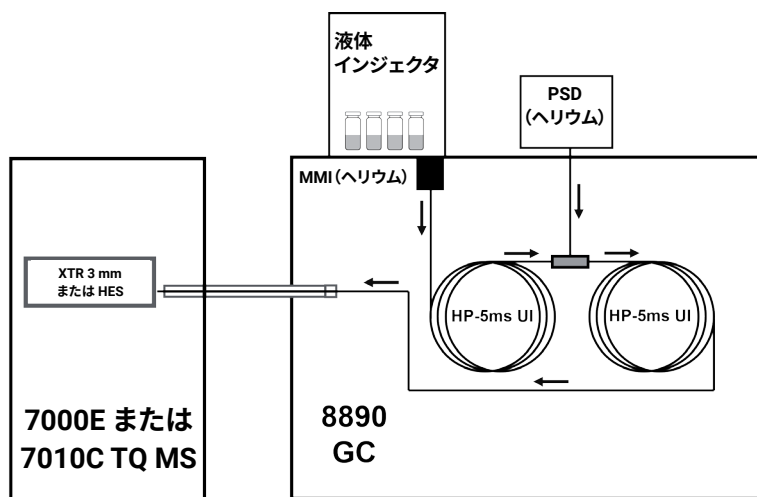 液体
インジェクタ
PSD
（ヘリウム）
MMI（ヘリウム）
XTR 3 mm
または HES
HP-5ms UI
HP-5ms UI
7000E または
7010C TQ MS
8890
GC